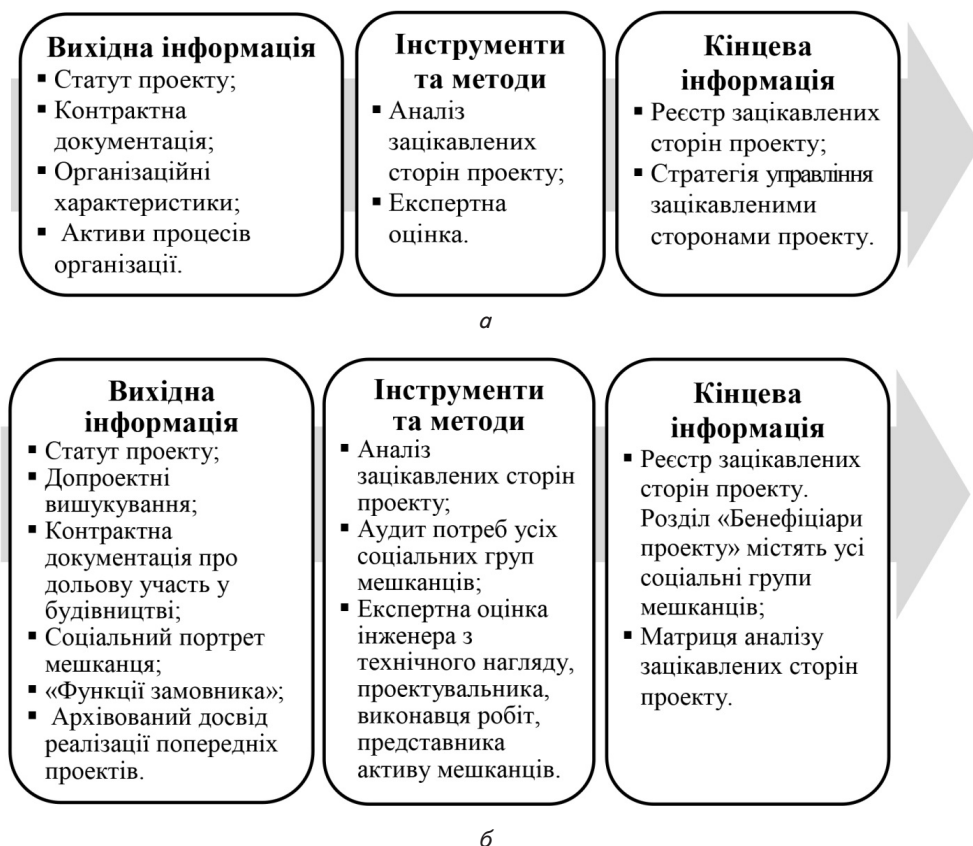 Вихідна інформація
▪ Статут проекту;
▪ Контрактна
документація;
▪ Організаційні
характеристики;
▪ Активи процесів
організації.
Інструменти
та методи
▪ Аналіз
зацікавлених
сторін проекту;
▪ Експертна
оцінка.
Кінцева
інформація
▪ Реєстр зацікавлених
сторін проекту;
▪ Стратегія управління
зацікавленими
сторонами проекту.
а
Вихідна
інформація
▪ Статут проекту;
▪ Допроектні
вишукування;
▪ Контрактна
документація про
дольову участь у
будівництві;
▪ Соціальний портрет
мешканця;
▪ «Функції замовника»;
▪ Архівований досвід
реалізації попередніх
проектів.
Інструменти
та методи
▪ Аналіз
зацікавлених сторін
проекту;
▪ Аудит потреб усіх
соціальних груп
мешканців;
▪ Експертна оцінка
інженера з
технічного нагляду,
проектувальника,
виконавця робіт,
представника
активу мешканців.
Кінцева
інформація
▪ Реєстр зацікавлених
сторін проекту.
Розділ «Бенефіціари
проекту» містять усі
соціальні групи
мешканців;
▪ Матриця аналізу
зацікавлених сторін
проекту.
б